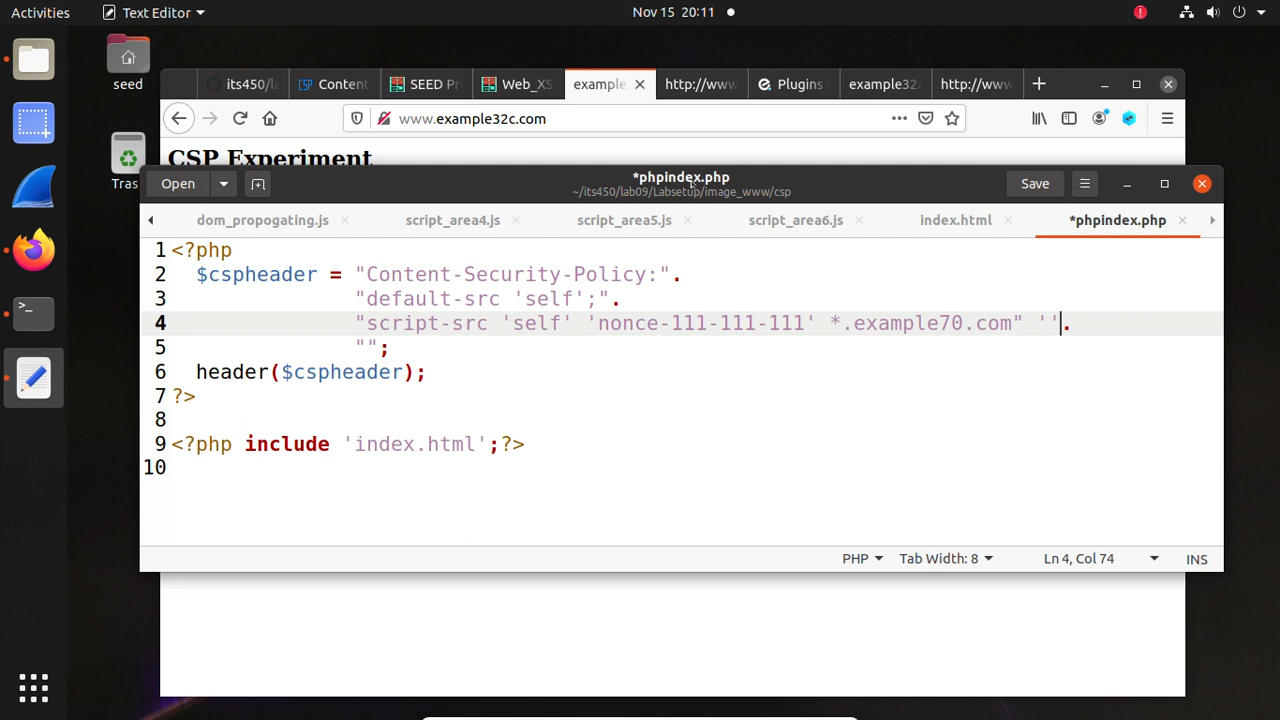 Activities Text Editor Nov 15 20:11
seed
its450/la Content SEED Pr Web_XS example http://www Plugins example32 http://www
www.example32c.com
Tras CSP Experiment
Open *phpindex.php Save
~/its450/lab09/Labsetup/image_www/csp
dom_propogating.js script_area4.js script_area5.js script_area6.js index.html *phpindex.php
1 <?php
2 $cspheader = "Content-Security-Policy:".
3 "default-src 'self';".
4 "script-src 'self' 'nonce-111-111-111' *.example70.com" ''.
5 "";
6 header($cspheader);
7 ?>
8
9 <?php include 'index.html';?>
10
PHP Tab Width: 8 Ln 4, Col 74 INS